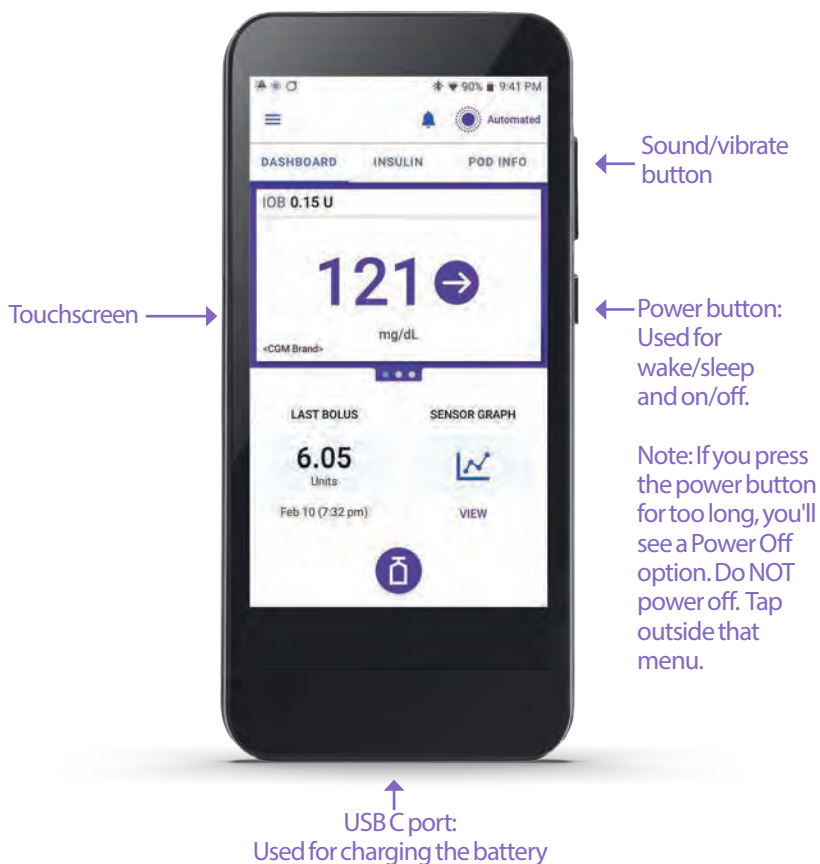 90% 9:41 PM
Automated
DASHBOARD INSULIN POD INFO
IOB 0.15 U
121
mg/dL
<CGM Brand>
LAST BOLUS SENSOR GRAPH
6.05
Units
Feb 10 (7:32 pm) VIEW
Touchscreen
Sound/vibrate
button
Power button:
Used for
wake/sleep
and on/off.
Note: If you press
the power button
for too long, you'll
see a Power Off
option. Do NOT
power off. Tap
outside that
menu.
USB C port:
Used for charging the battery